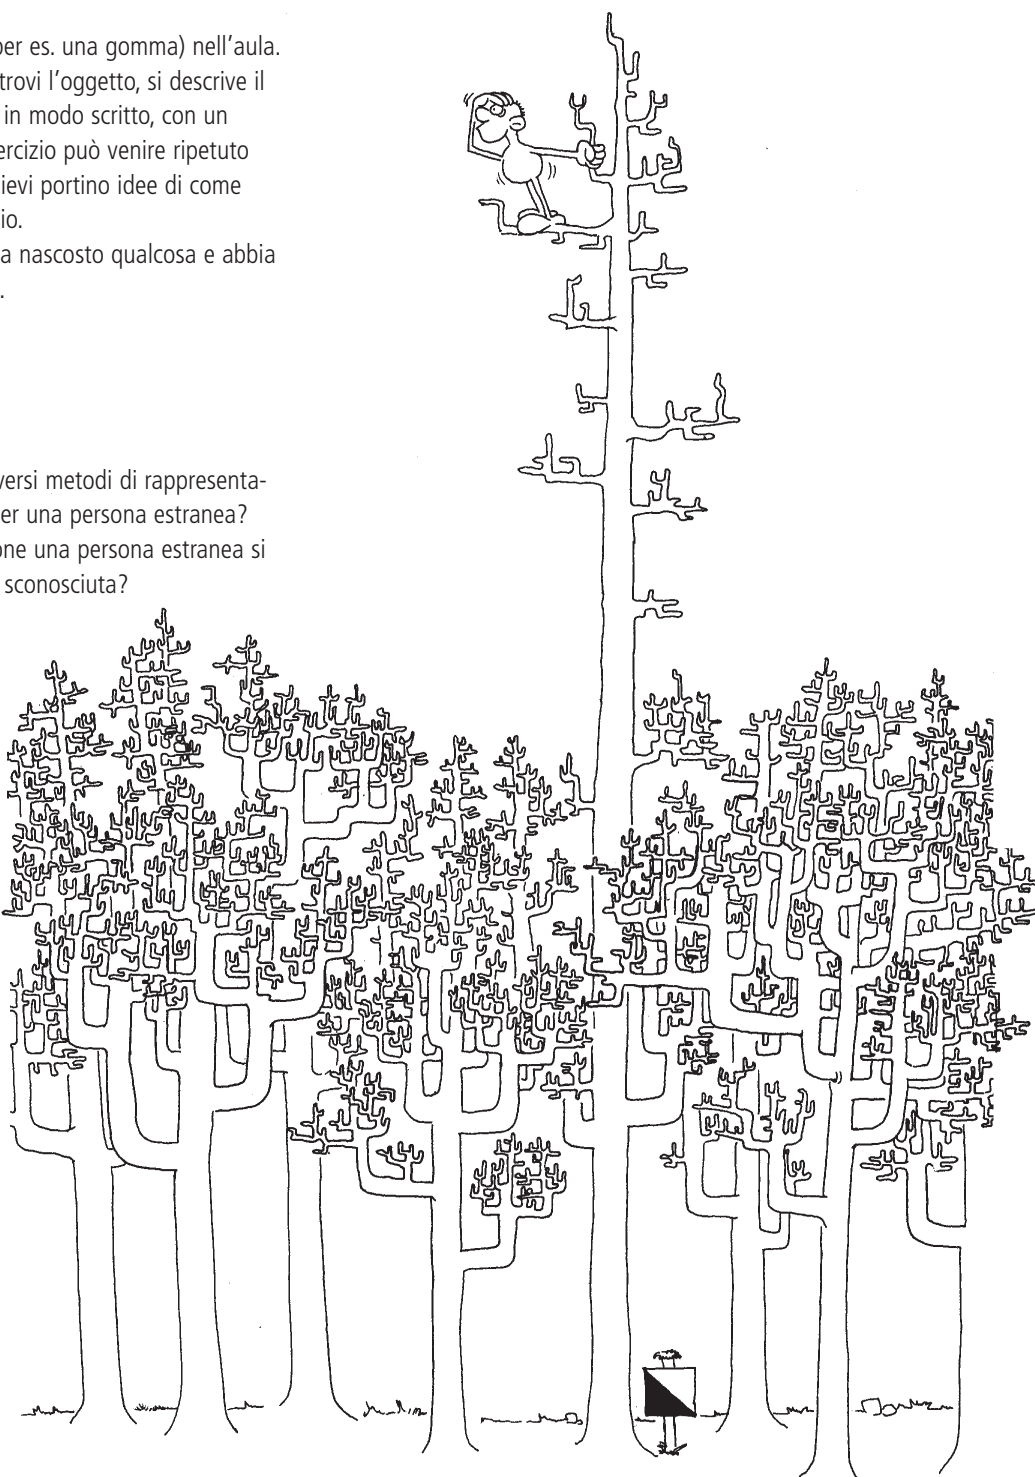 per es. una gomma) nell'aula.
trovi l'oggetto, si descrive il
in modo scritto, con un
ercizio può venire ripetuto
ievi portino idee di come
io.
a nascosto qualcosa e abbia
.
versi metodi di rappresenta-
er una persona estranea?
one una persona estranea si
sconosciuta?